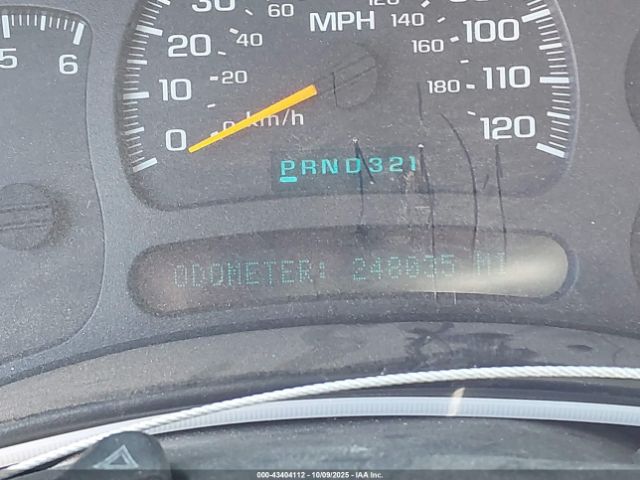 30 60 MPH 120 140
20 40 160 100
10 20 180 110
0 0 km/h 120
5 6
PRND321
ODOMETER: 248035 MI
000-43404112 - 10/09/2025 - IAA Inc.